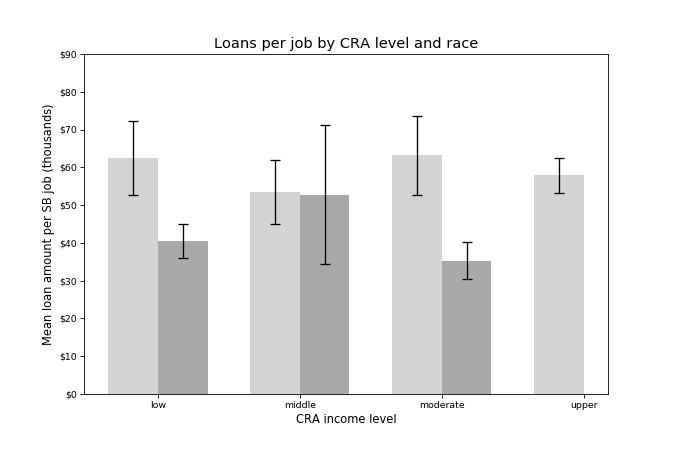 Loans per job by CRA level and race
Mean loan amount per SB job (thousands)
$90
$80
$70
$60
$50
$40
$30
$20
$10
$0
low middle moderate upper
CRA income level